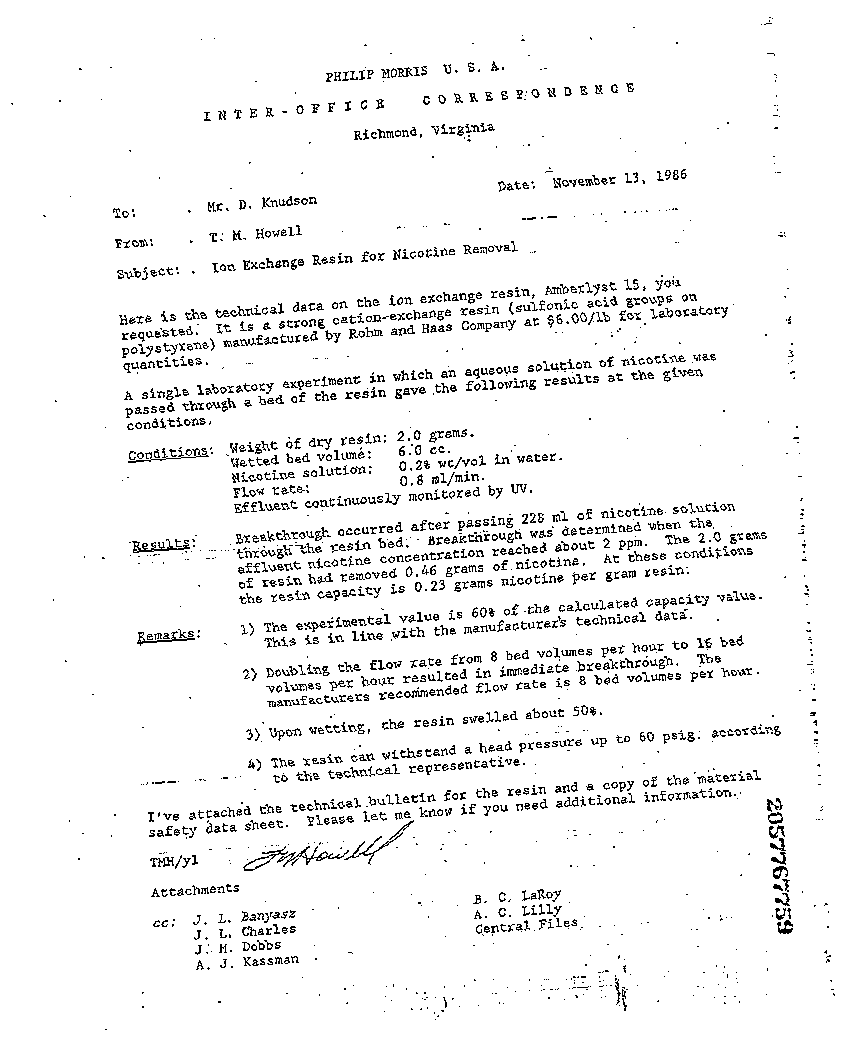 PHILIP MORRIS U. S. A.
INTER-OFFICE CORRESPONDENCE
Richmond, Virginia
Date: November 13, 1986
To: Mr. D. Knudson
From: T. M. Howell
Subject: Ion Exchange Resin for Nicotine Removal
Here is the technical data on the ion exchange resin, Amberlyst 15, you
requested. It is a strong cation-exchange resin (sulfonic acid groups on
polystyrene) manufactured by Rohm and Haas Company at $6.00/lb for laboratory
quantities.
A single laboratory experiment in which an aqueous solution of nicotine was
passed through a bed of the resin gave the following results at the given
conditions.
Conditions: Weight of dry resin: 2.0 grams.
Wetted bed volume: 6.0 cc.
Nicotine solution: 0.2% wt/vol in water.
Flow rate: 0.8 ml/min.
Effluent continuously monitored by UV.
Results: Breakthrough occurred after passing 228 ml of nicotine solution
through the resin bed. Breakthrough was determined when the
effluent nicotine concentration reached about 2 ppm. The 2.0 grams
of resin had removed 0.46 grams of nicotine. At these conditions
the resin capacity is 0.23 grams nicotine per gram resin.
Remarks: 1) The experimental value is 60% of the calculated capacity value.
This is in line with the manufacturer's technical data.
2) Doubling the flow rate from 8 bed volumes per hour to 16 bed
volumes per hour resulted in immediate breakthrough. The
manufacturers recommended flow rate is 8 bed volumes per hour.
3) Upon wetting, the resin swelled about 50%.
4) The resin can withstand a head pressure up to 60 psig. according
to the technical representative.
I've attached the technical bulletin for the resin and a copy of the material
safety data sheet. Please let me know if you need additional information.
TMH/yl TMHowell
Attachments
cc: J. L. Banyasz
J. L. Charles
J. M. Dobbs
A. J. Kassman
B. C. LaRoy
A. C. Lilly
Central Files
2057767759